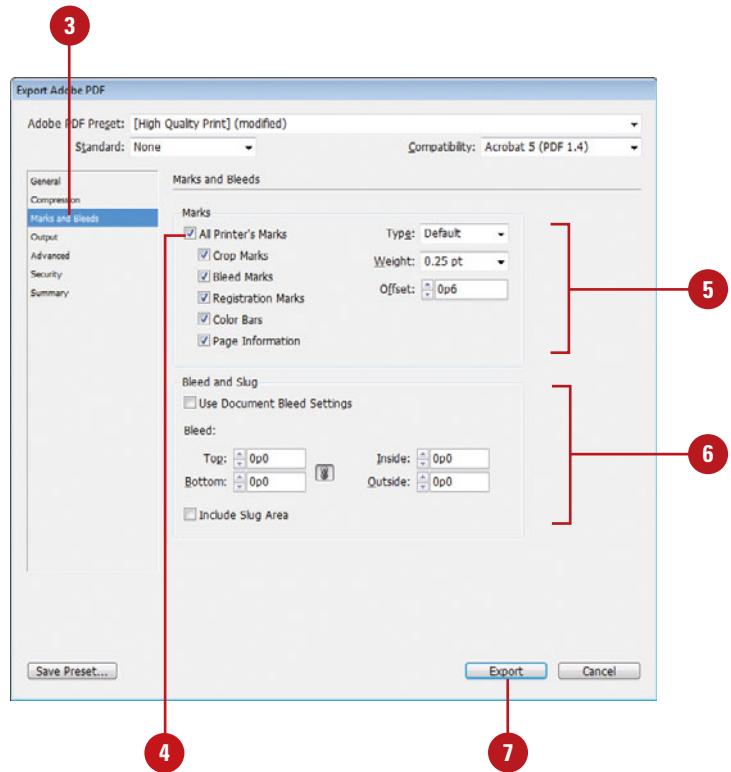 3
Export Adobe PDF
Adobe PDF Preset: [High Quality Print] (modified)
Standard: None Compatibility: Acrobat 5 (PDF 1.4)
General
Compression
Marks and Bleeds
Output
Advanced
Security
Summary
Marks and Bleeds
Marks
All Printer's Marks
Crop Marks
Bleed Marks
Registration Marks
Color Bars
Page Information
Type: Default
Weight: 0.25 pt
Offset: 0p6
5
Bleed and Slug
Use Document Bleed Settings
Bleed:
Top: 0p0 Inside: 0p0
Bottom: 0p0 Outside: 0p0
Include Slug Area
6
Save Preset... Export Cancel
4 7